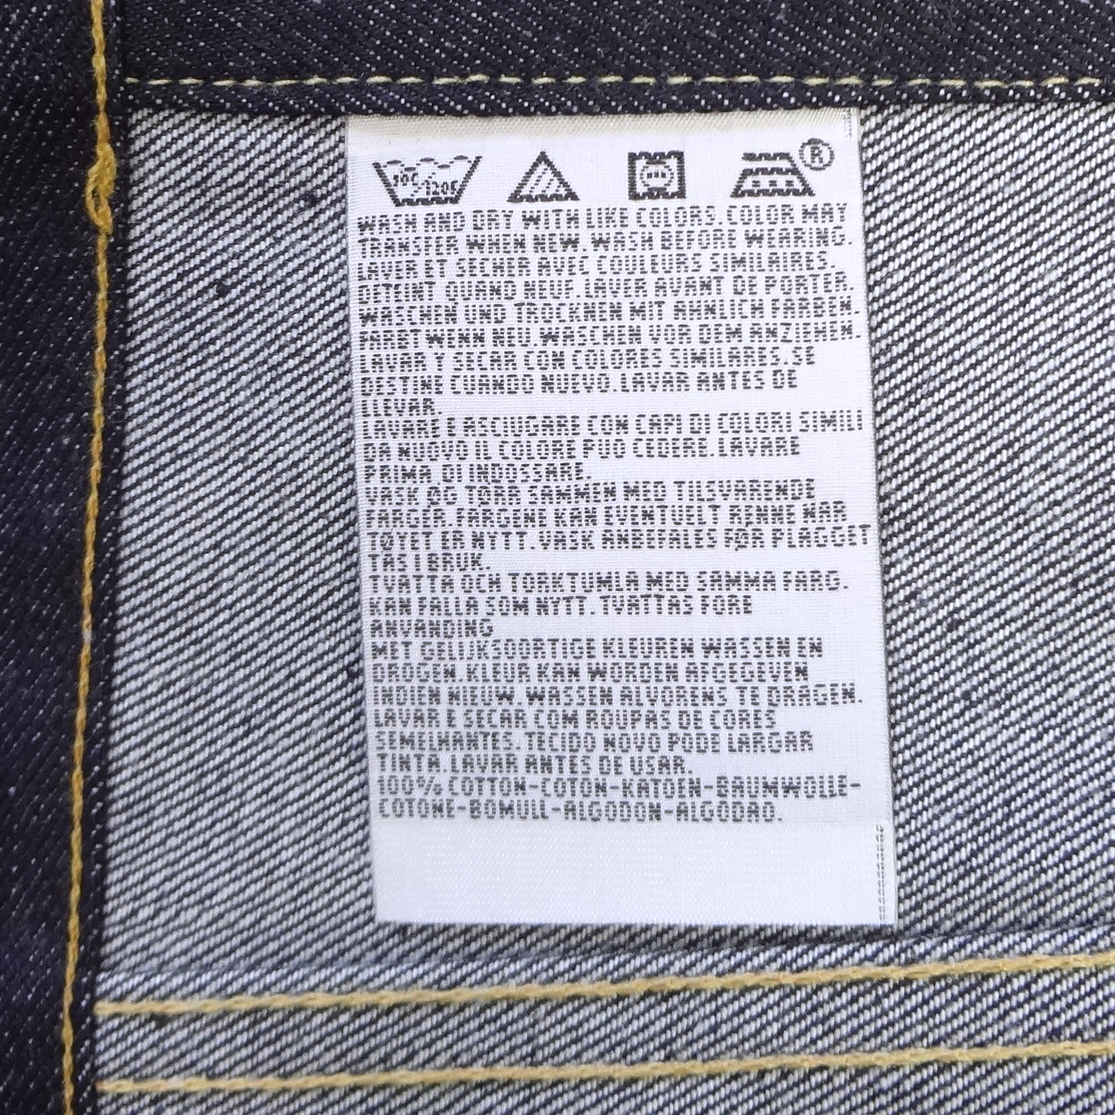 ®
WASH AND DRY WITH LIKE COLORS. COLOR MAY
TRANSFER WHEN NEW. WASH BEFORE WEARING.
LAVER ET SECHER AVEC COULEURS SIMILAIRES.
DETEINT QUAND NEUF. LAVER AVANT DE PORTER.
WASCHEN UND TROCKNEN MIT AHNLICH FARBEN.
FARBT WENN NEU. WASCHEN VOR DEM ANZIEHEN.
LAVAR Y SECAR CON COLORES SIMILARES. SE
DESTINE CUANDO NUEVO. LAVAR ANTES DE
LLEVAR.
LAVARE E ASCIUGARE CON CAPI DI COLORI SIMILI
DA NUOVO IL COLORE PUO CEDERE. LAVARE
PRIMA DI INDOSSARE.
VASK OG TØRR SAMMEN MED TILSVARENDE
FARGER. FARGENE KAN EVENTUELT RENNE NAR
TØYET ER NYTT. VASK ANBEFALES FØR PLAGGET
TAS I BRUK.
TVATTA OCH TORKTUMLA MED SAMMA FARG.
KAN FALLA SOM NYTT. TVATTAS FORE
ANVANDING
MET GELIJKSOORTIGE KLEUREN WASSEN EN
DROGEN. KLEUR KAN WORDEN AFGEGEVEN
INDIEN NIEUW. WASSEN ALVORENS TE DRAGEN.
LAVAR E SECAR COM ROUPAS DE CORES
SEMELHANTES. TECIDO NOVO PODE LARGAR
TINTA. LAVAR ANTES DE USAR.
100% COTTON-COTON-KATOEN-BAUMWOLLE-
COTONE-BOMULL-ALGODON-ALGODAO.